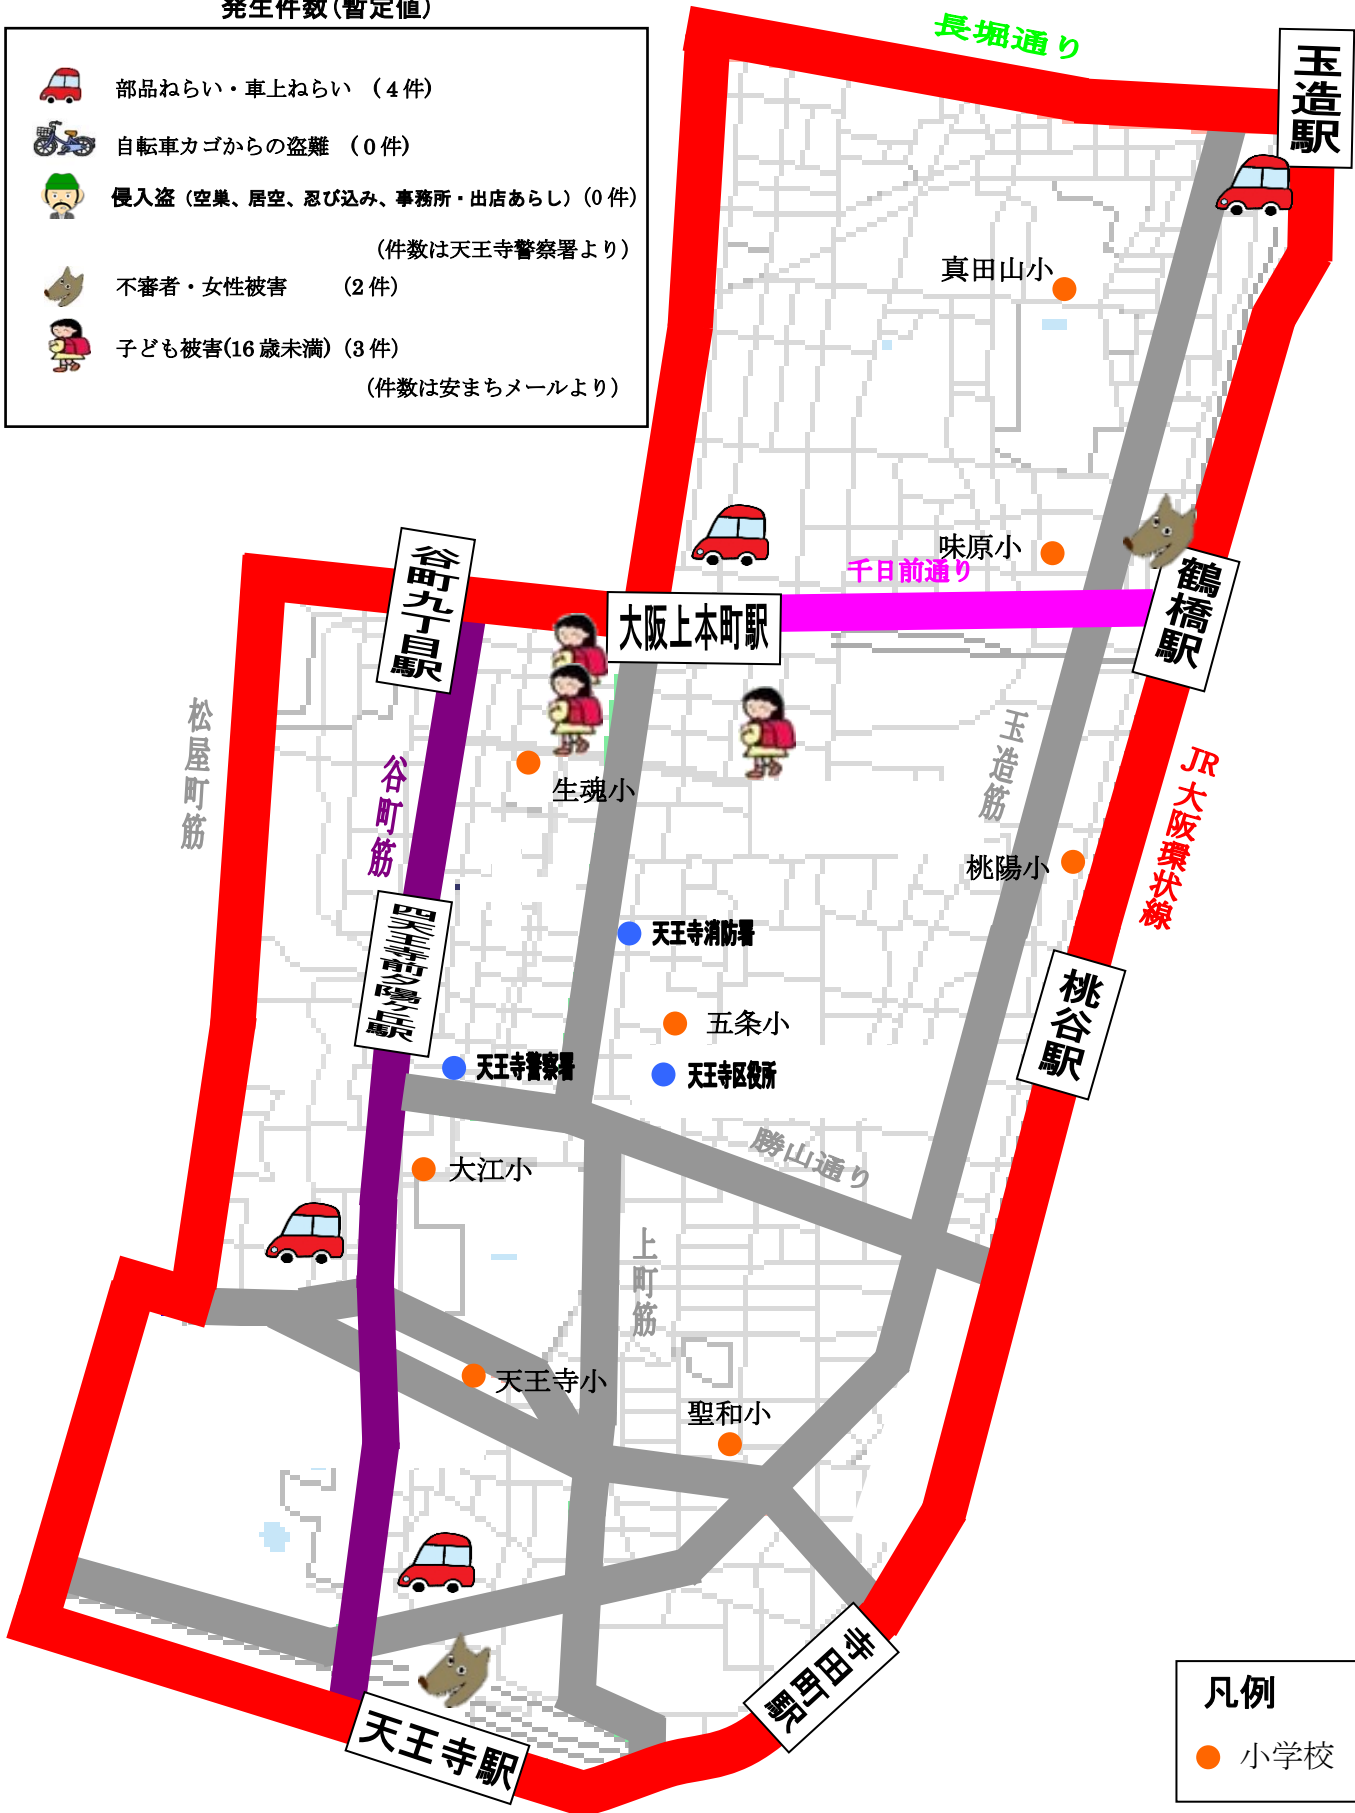 発生件数(暫定値)
部品ねらい・車上ねらい (4件)
自転車カゴからの盗難 (0件)
侵入盗(空巣、居空、忍び込み、事務所・出店あらし)(0件)
(件数は天王寺警察署より)
不審者・女性被害 (2件)
子ども被害(16歳未満)(3件)
(件数は安まちメールより)
長堀通り
玉造駅
真田山小
味原小
千日前通り
鶴橋駅
谷町九丁目駅
大阪上本町駅
松屋町筋
谷町筋
生魂小
玉造筋
JR大阪環状線
桃陽小
四天王寺前夕陽ケ丘駅
天王寺消防署
五条小
桃谷駅
天王寺警察署
天王寺区役所
勝山通り
大江小
上町筋
天王寺小
聖和小
寺田町駅
天王寺駅
凡例
小学校